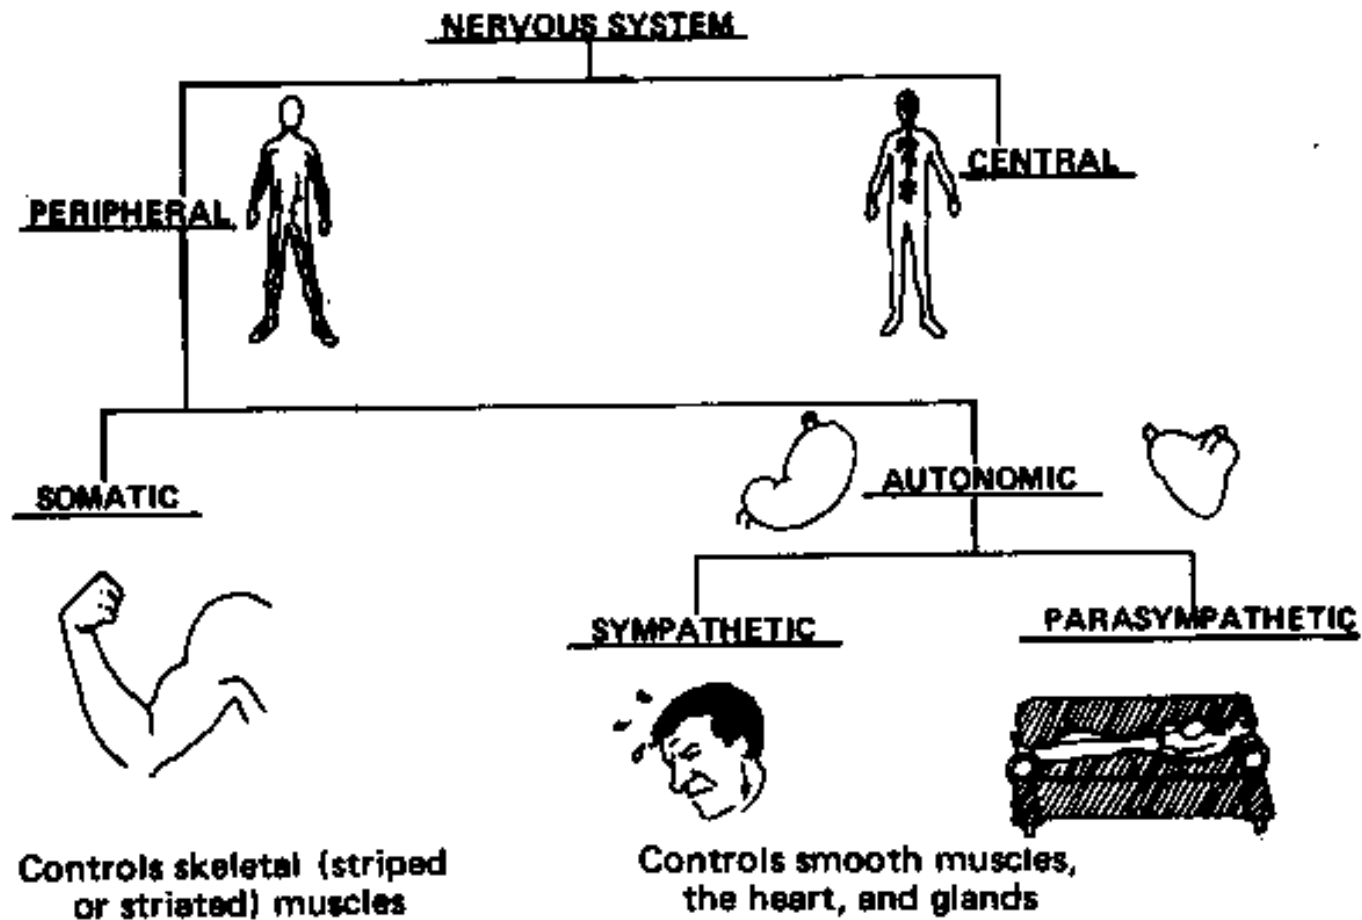 NERVOUS SYSTEM
CENTRAL
PERIPHERAL
SOMATIC
AUTONOMIC
SYMPATHETIC
PARASYMPATHETIC
Controls skeletal (striped
or striated) muscles
Controls smooth muscles,
the heart, and glands